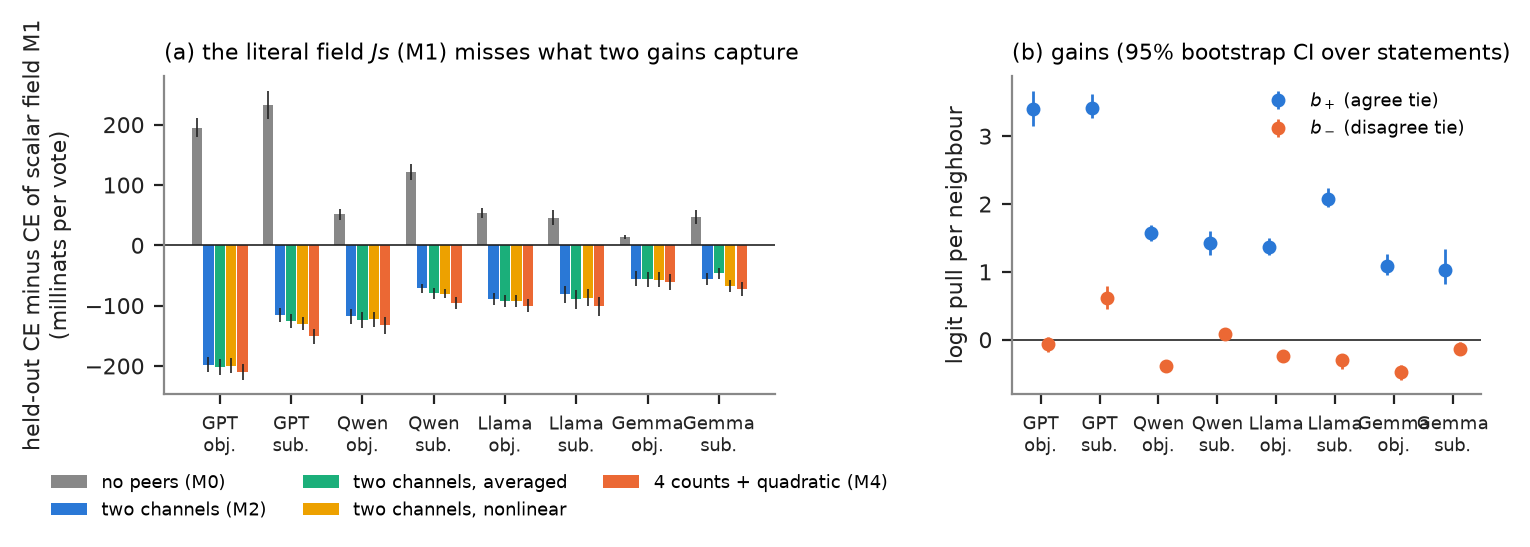 (a) the literal field Js (M1) misses what two gains capture
held-out CE minus CE of scalar field M1
(millinats per vote)
200
100
0
−100
−200
GPT
obj.
GPT
sub.
Qwen
obj.
Qwen
sub.
Llama
obj.
Llama
sub.
Gemma
obj.
Gemma
sub.
no peers (M0)
two channels (M2)
two channels, averaged
two channels, nonlinear
4 counts + quadratic (M4)
(b) gains (95% bootstrap CI over statements)
logit pull per neighbour
3
2
1
0
b₊ (agree tie)
b₋ (disagree tie)
GPT
obj.
GPT
sub.
Qwen
obj.
Qwen
sub.
Llama
obj.
Llama
sub.
Gemma
obj.
Gemma
sub.